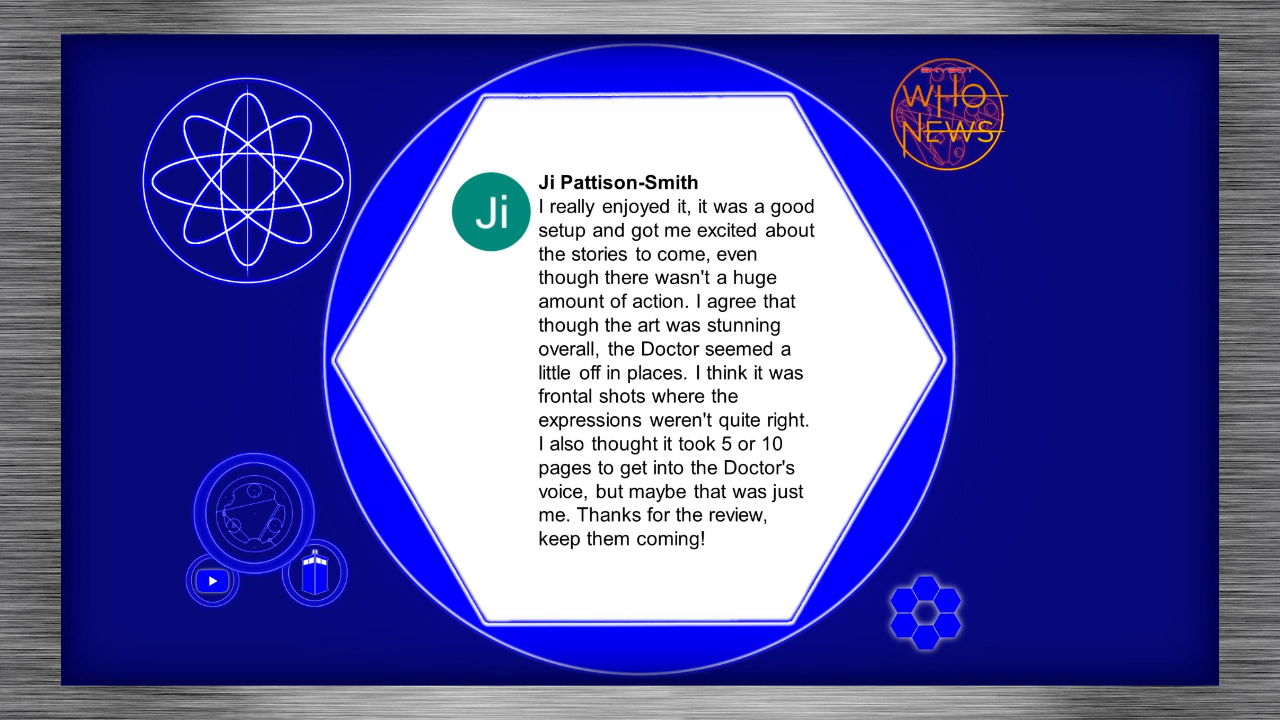 SKYBOT
WHO
NEWS
Ji
Ji Pattison-Smith
I really enjoyed it, it was a good
setup and got me excited about
the stories to come, even
though there wasn't a huge
amount of action. I agree that
though the art was stunning
overall, the Doctor seemed a
little off in places. I think it was
frontal shots where the
expressions weren't quite right.
I also thought it took 5 or 10
pages to get into the Doctor's
voice, but maybe that was just
me. Thanks for the review,
keep them coming!